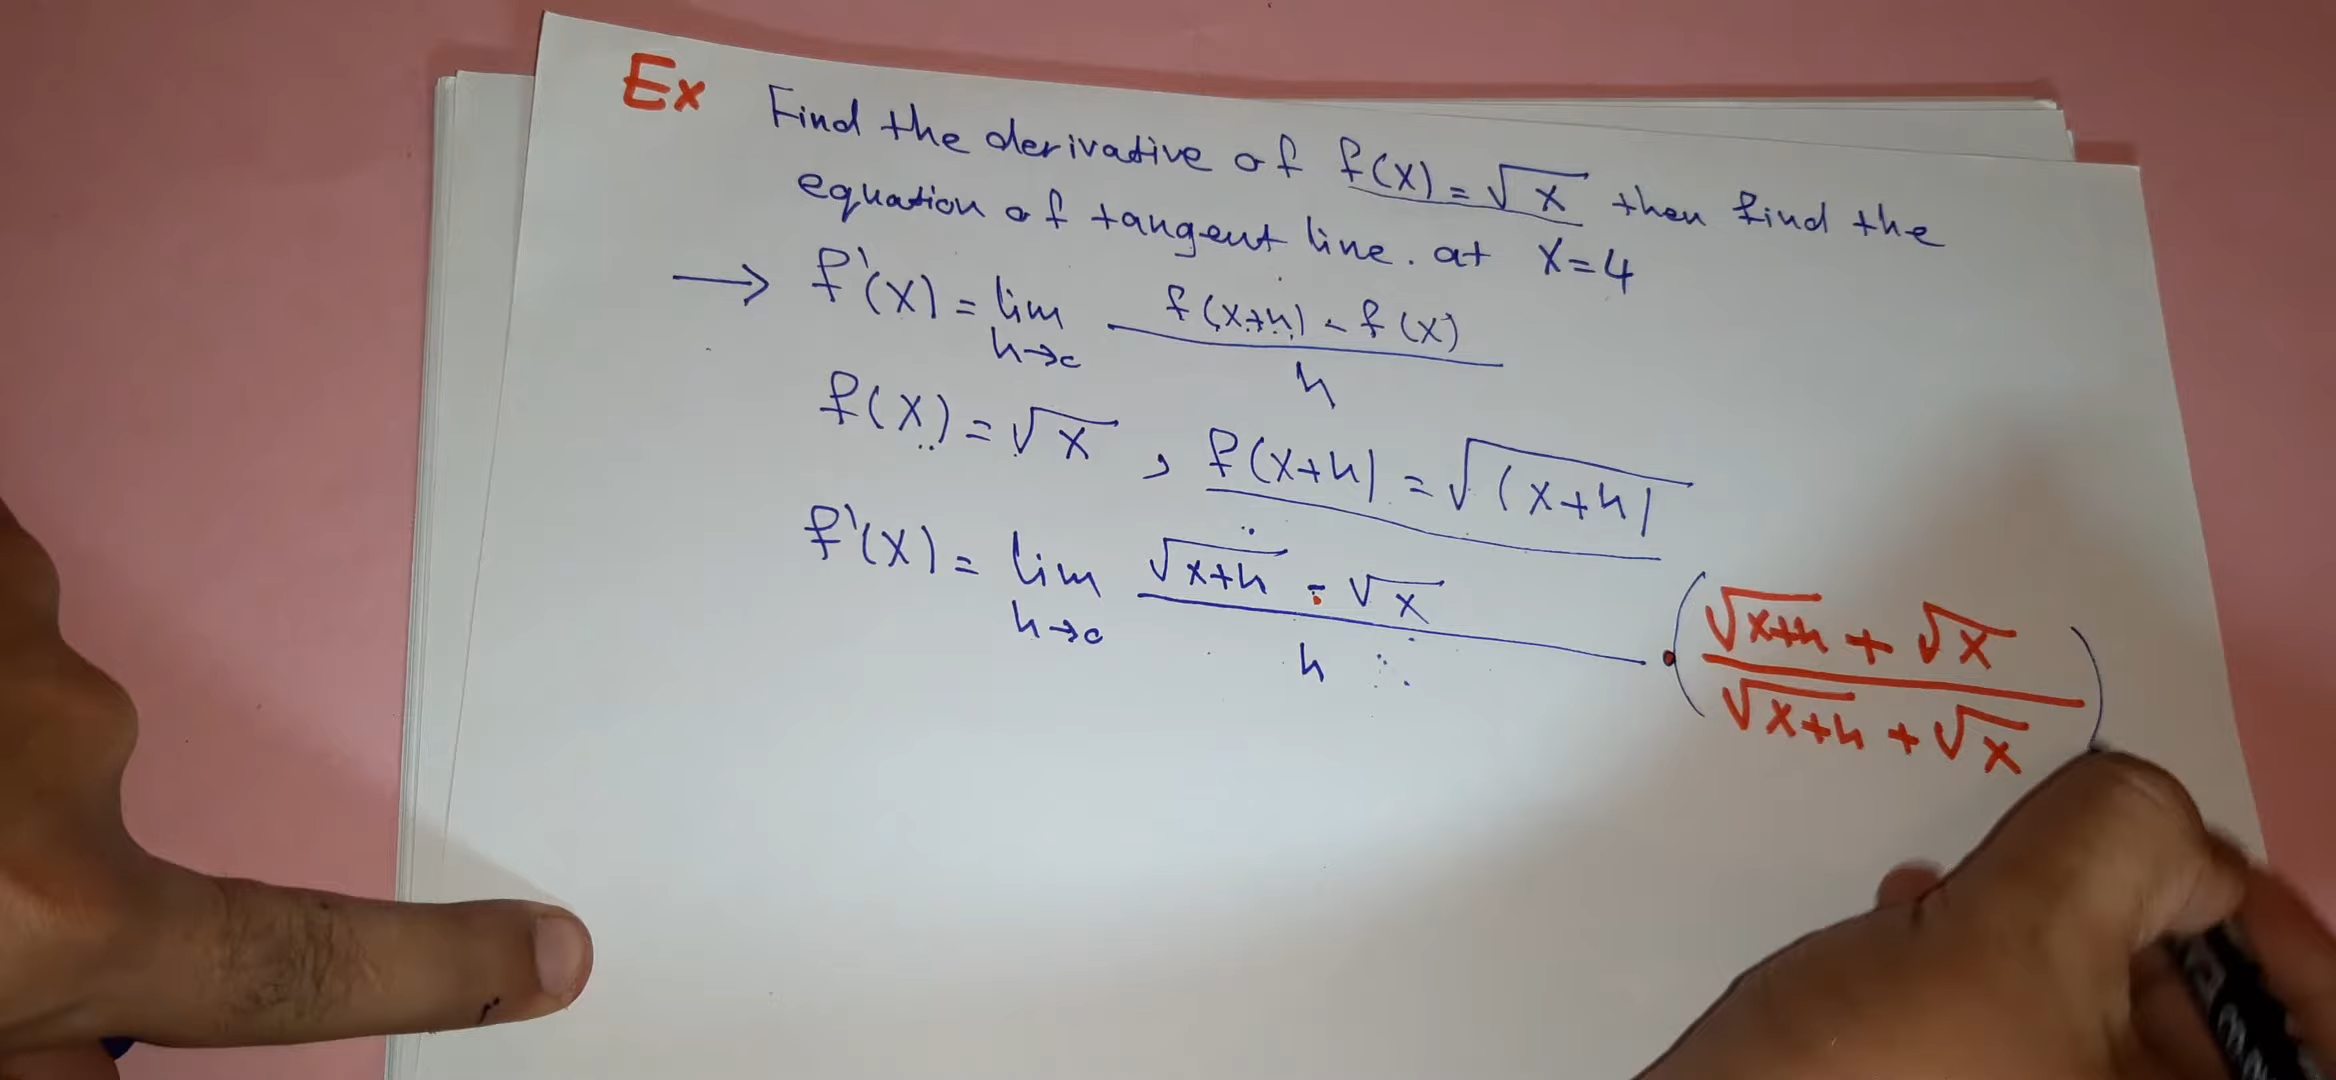 Ex Find the derivative of f(x) = √x then find the
equation of tangent line. at x=4
→ f'(x) = lim h→0 (f(x+h) - f(x)) / h
f(x) = √x , f(x+h) = √(x+h)
f'(x) = lim h→0 (√x+h - √x) / h · ((√x+h + √x) / (√x+h + √x))